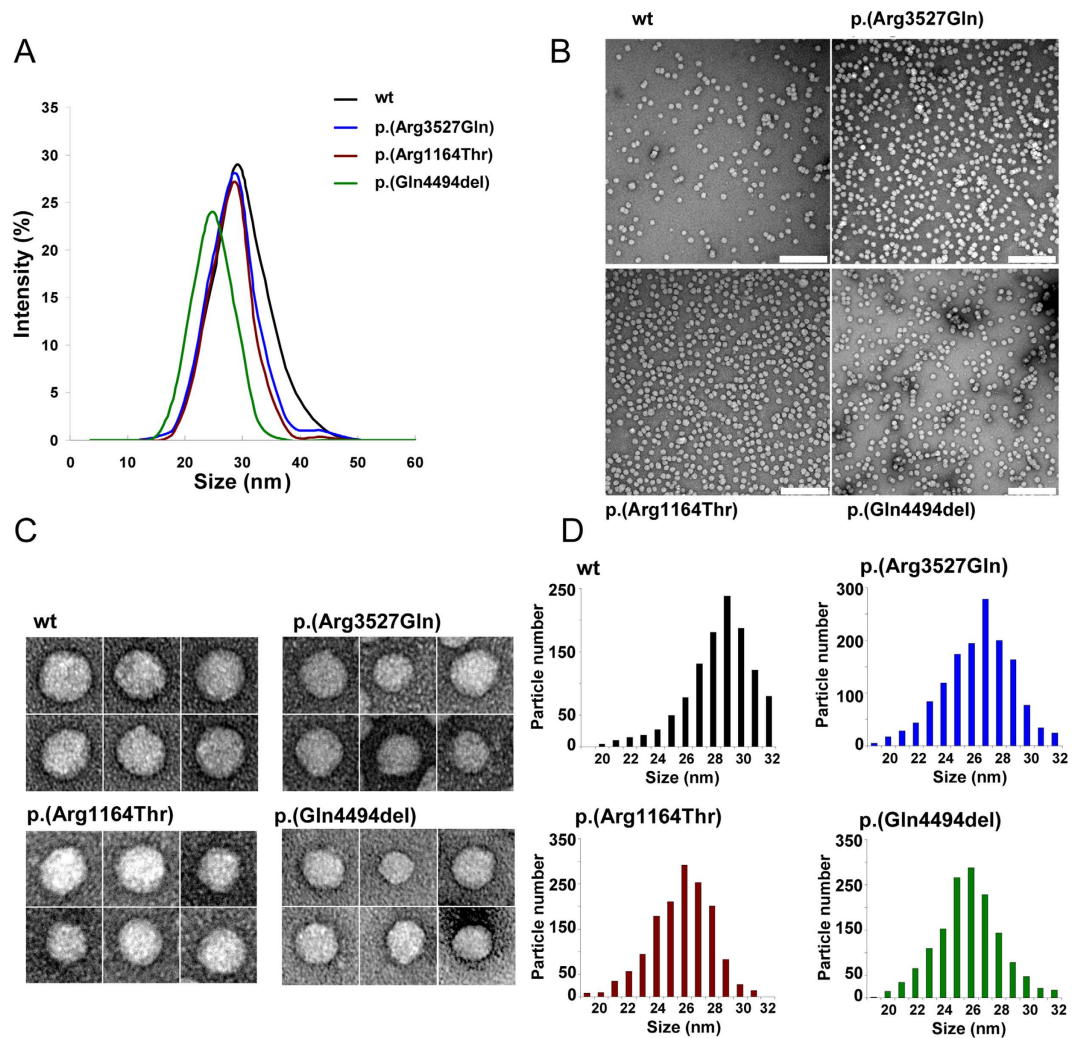 A
35
30
25
20
15
10
5
0
Intensity (%)
0 10 20 30 40 50 60
Size (nm)
wt
p.(Arg3527Gln)
p.(Arg1164Thr)
p.(Gln4494del)
B
wt
p.(Arg3527Gln)
p.(Arg1164Thr)
p.(Gln4494del)
C
wt
p.(Arg3527Gln)
p.(Arg1164Thr)
p.(Gln4494del)
D
wt
250
150
50
0
Particle number
20 22 24 26 28 30 32
Size (nm)
p.(Arg3527Gln)
300
200
100
0
Particle number
20 22 24 26 28 30 32
Size (nm)
p.(Arg1164Thr)
350
250
150
50
0
Particle number
20 22 24 26 28 30 32
Size (nm)
p.(Gln4494del)
350
250
150
50
0
Particle number
20 22 24 26 28 30 32
Size (nm)